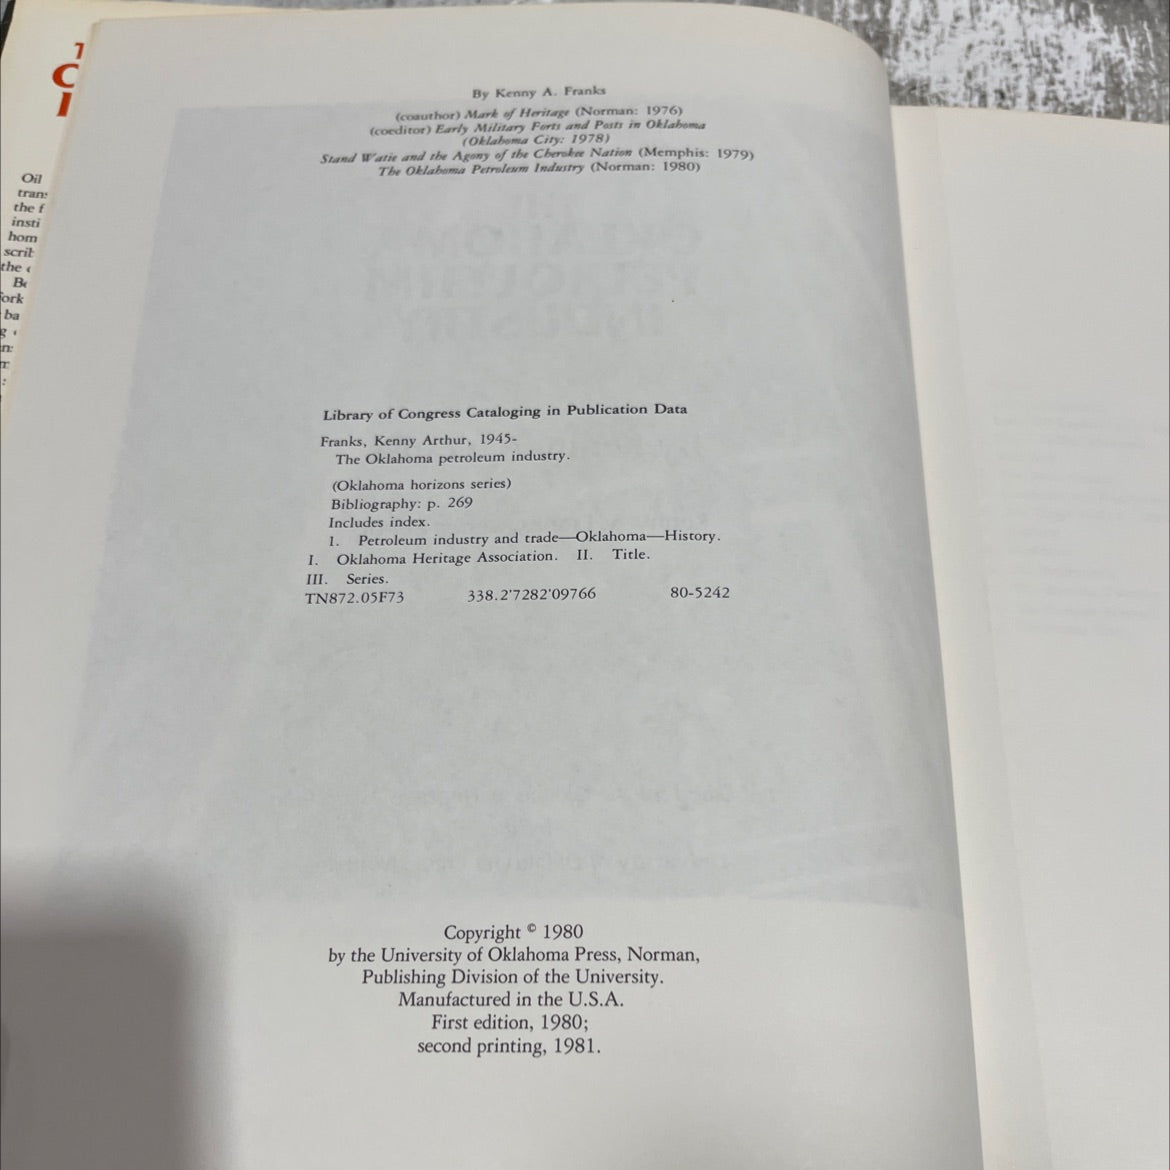 By Kenny A. Franks
(coauthor) Mark of Heritage (Norman: 1976)
(coeditor) Early Military Forts and Posts in Oklahoma
(Oklahoma City: 1978)
Stand Watie and the Agony of the Cherokee Nation (Memphis: 1979)
The Oklahoma Petroleum Industry (Norman: 1980)
Library of Congress Cataloging in Publication Data
Franks, Kenny Arthur, 1945-
The Oklahoma petroleum industry.
(Oklahoma horizons series)
Bibliography: p. 269
Includes index.
1. Petroleum industry and trade—Oklahoma—History.
I. Oklahoma Heritage Association. II. Title.
III. Series.
TN872.05F73 338.2'7282'09766 80-5242
Copyright © 1980
by the University of Oklahoma Press, Norman,
Publishing Division of the University.
Manufactured in the U.S.A.
First edition, 1980;
second printing, 1981.
Oil
the f
the